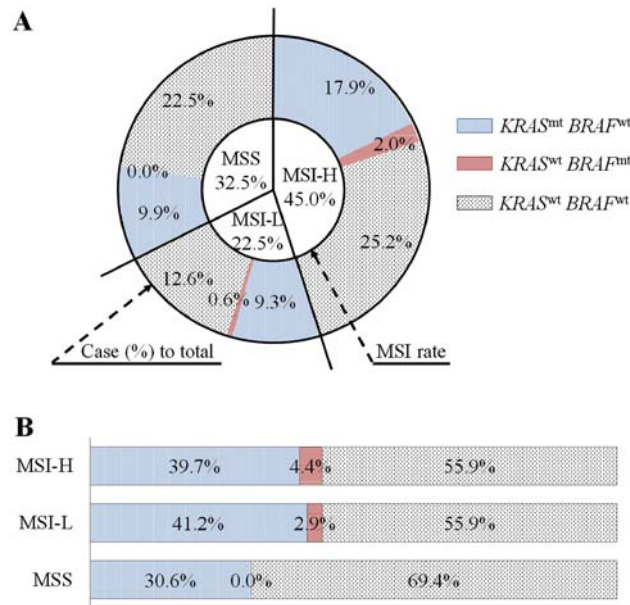 A
22.5%
17.9%
2.0%
25.2%
9.3%
0.6%
12.6%
9.9%
0.0%
MSS
32.5%
MSI-H
45.0%
MSI-L
22.5%
KRASmt BRAFwt
KRASwt BRAFmt
KRASwt BRAFwt
Case (%) to total
MSI rate
B
MSI-H 39.7% 4.4% 55.9%
MSI-L 41.2% 2.9% 55.9%
MSS 30.6% 0.0% 69.4%